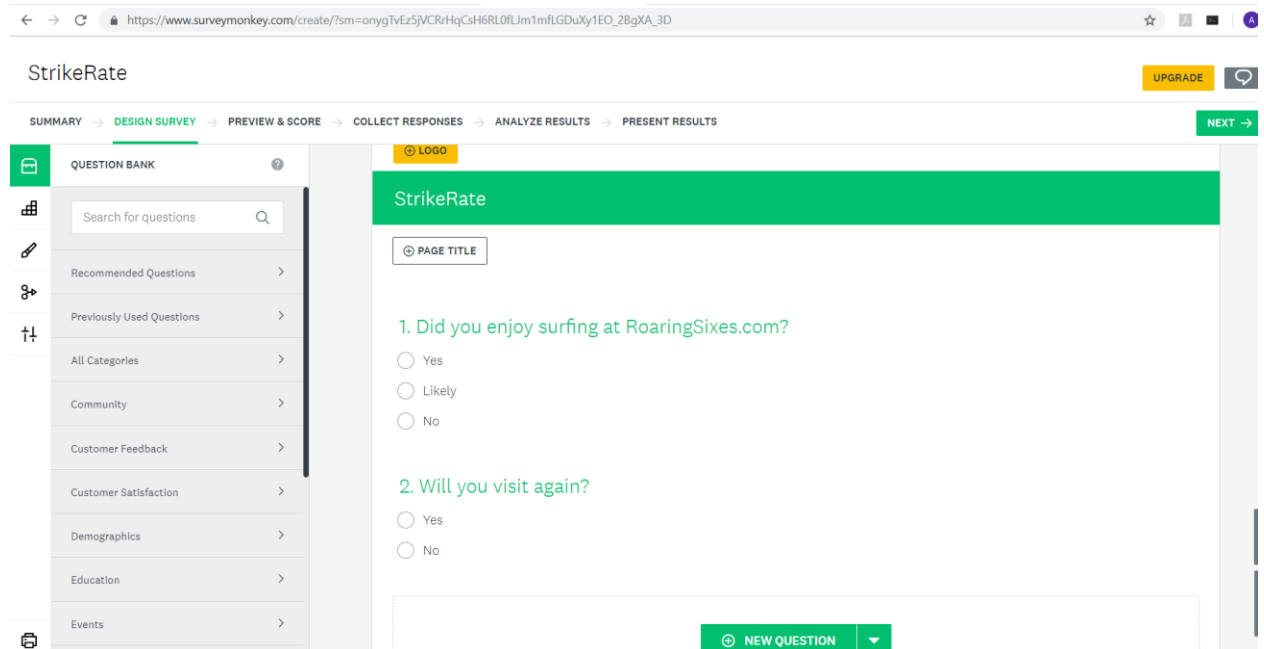 https://www.surveymonkey.com/create/?sm=onygTvEz5jVCRrHqCsH6RL0fLJm1mfLGDuXy1EO_2BgXA_3D
A
StrikeRate
UPGRADE
SUMMARY → DESIGN SURVEY → PREVIEW & SCORE → COLLECT RESPONSES → ANALYZE RESULTS → PRESENT RESULTS
NEXT →
QUESTION BANK
Search for questions
Recommended Questions
Previously Used Questions
All Categories
Community
Customer Feedback
Customer Satisfaction
Demographics
Education
Events
LOGO
StrikeRate
PAGE TITLE
1. Did you enjoy surfing at RoaringSixes.com?
Yes
Likely
No
2. Will you visit again?
Yes
No
NEW QUESTION